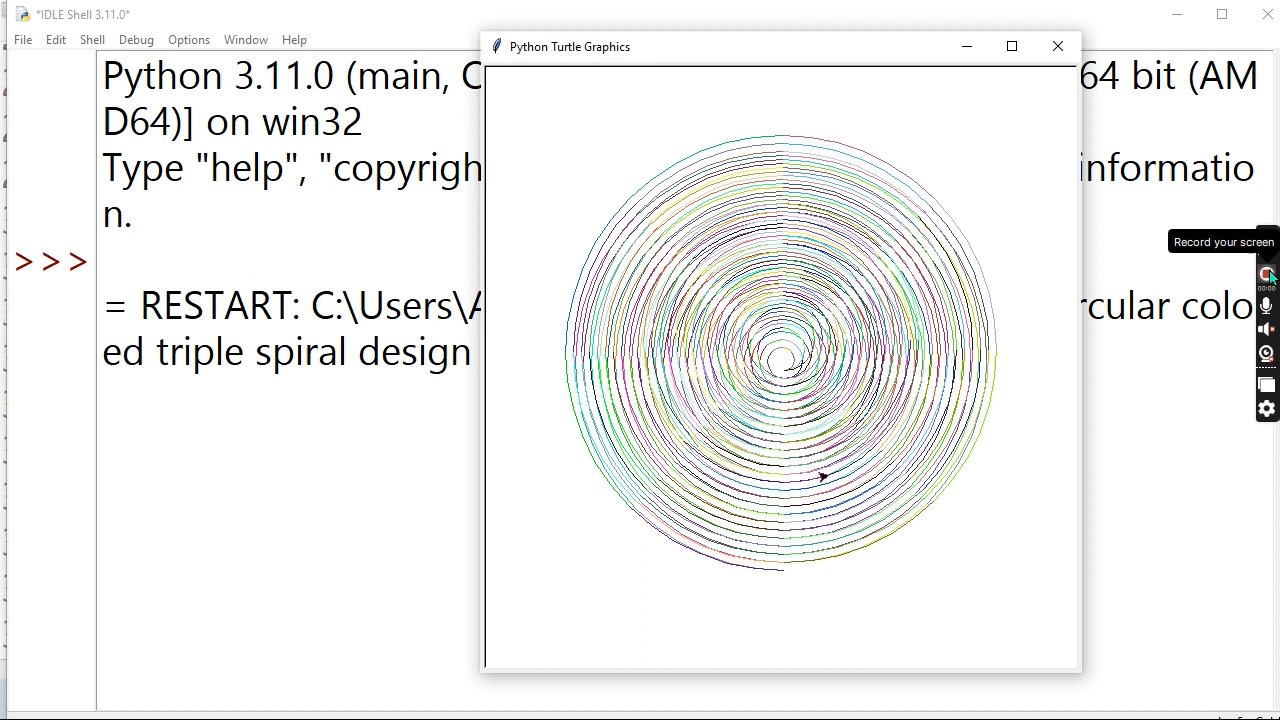 *IDLE Shell 3.11.0*
File Edit Shell Debug Options Window Help
Python Turtle Graphics
Python 3.11.0 (main, 64 bit (AM
D64)] on win32
Type "help", "copyrigh informatio
n.
Record your screen
00:00
>>>
= RESTART: C:\Users\ rcular colo
ed triple spiral design